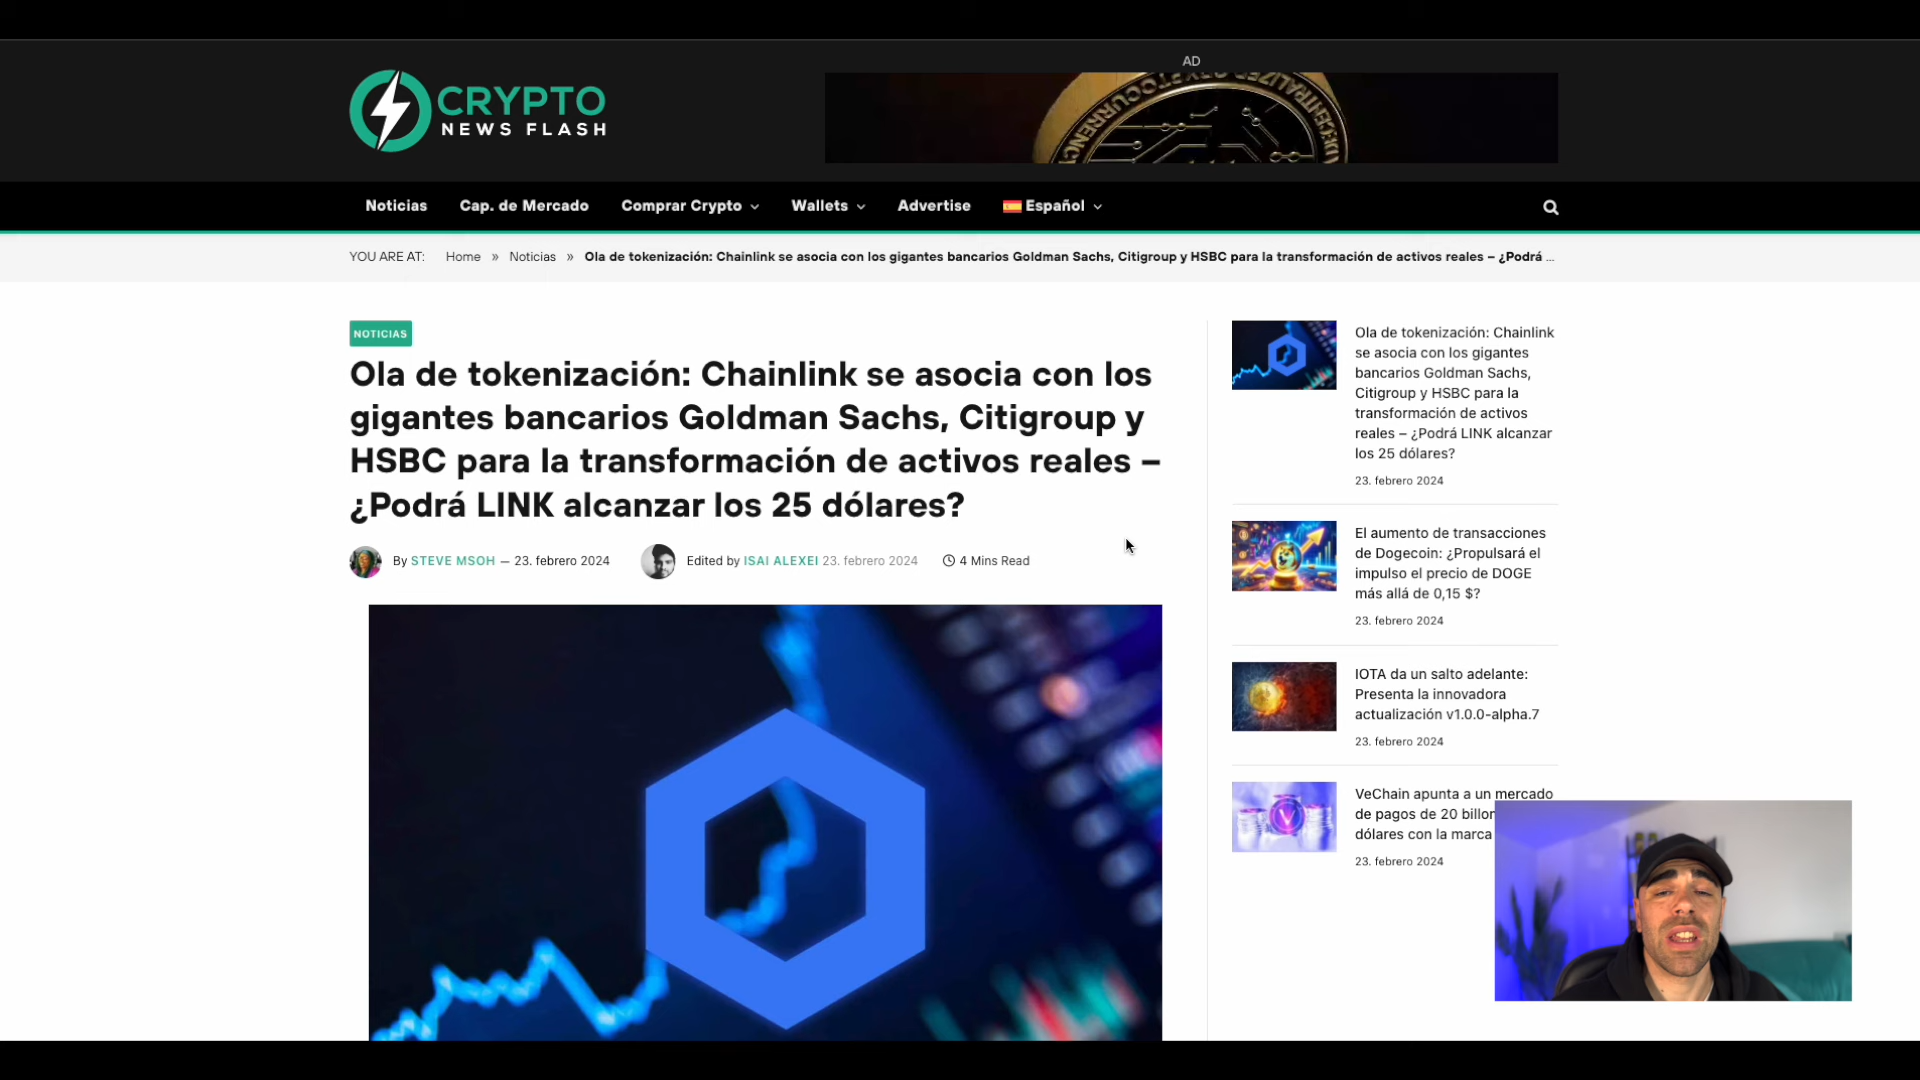 AD
CRYPTO
NEWS FLASH
Noticias Cap. de Mercado Comprar Crypto Wallets Advertise Español
YOU ARE AT: Home » Noticias » Ola de tokenización: Chainlink se asocia con los gigantes bancarios Goldman Sachs, Citigroup y HSBC para la transformación de activos reales – ¿Podrá ...
NOTICIAS
Ola de tokenización: Chainlink se asocia con los
gigantes bancarios Goldman Sachs, Citigroup y
HSBC para la transformación de activos reales –
¿Podrá LINK alcanzar los 25 dólares?
By STEVE MSOH — 23. febrero 2024 Edited by ISAI ALEXEI 23. febrero 2024 4 Mins Read
Ola de tokenización: Chainlink
se asocia con los gigantes
bancarios Goldman Sachs,
Citigroup y HSBC para la
transformación de activos
reales – ¿Podrá LINK alcanzar
los 25 dólares?
23. febrero 2024
El aumento de transacciones
de Dogecoin: ¿Propulsará el
impulso el precio de DOGE
más allá de 0,15 $?
23. febrero 2024
IOTA da un salto adelante:
Presenta la innovadora
actualización v1.0.0-alpha.7
23. febrero 2024
VeChain apunta a un mercado
de pagos de 20 billon
dólares con la marca
23. febrero 2024